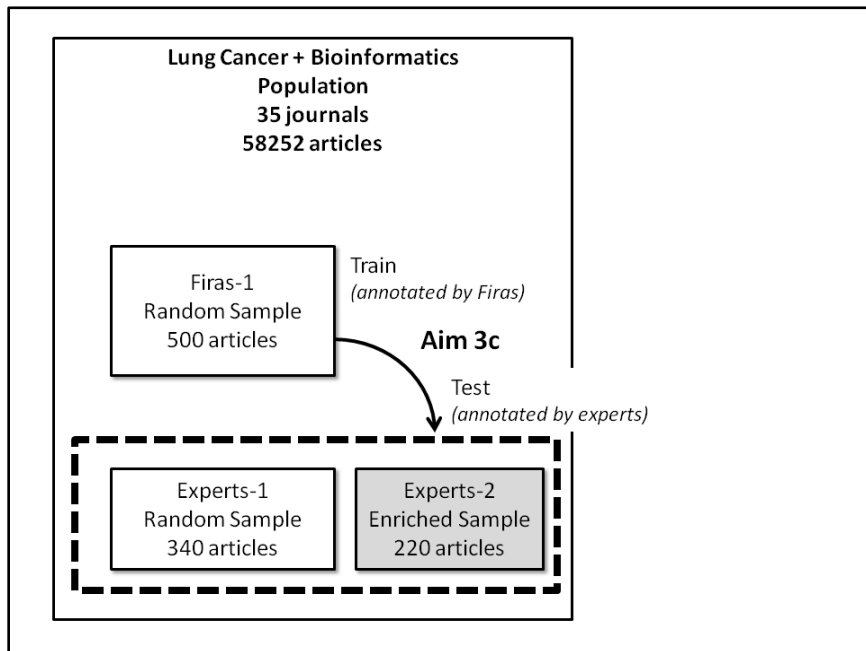 Lung Cancer + Bioinformatics
Population
35 journals
58252 articles
Firas-1
Random Sample
500 articles
Train
(annotated by Firas)
Aim 3c
Test
(annotated by experts)
Experts-1
Random Sample
340 articles
Experts-2
Enriched Sample
220 articles